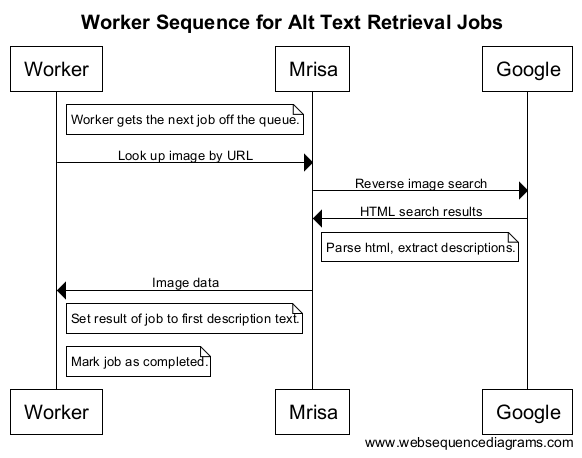 Worker Sequence for Alt Text Retrieval Jobs
Worker
Mrisa
Google
Worker gets the next job off the queue.
Look up image by URL
Reverse image search
HTML search results
Parse html, extract descriptions.
Image data
Set result of job to first description text.
Mark job as completed.
Worker
Mrisa
Google
www.websequencediagrams.com